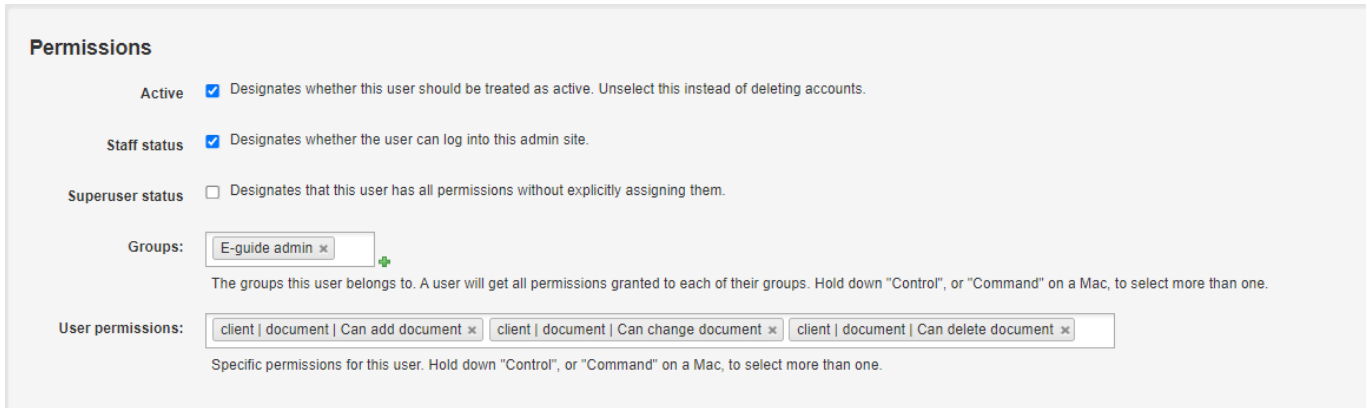 Permissions
Active Designates whether this user should be treated as active. Unselect this instead of deleting accounts.
Staff status Designates whether the user can log into this admin site.
Superuser status Designates that this user has all permissions without explicitly assigning them.
Groups: E-guide admin ×
The groups this user belongs to. A user will get all permissions granted to each of their groups. Hold down "Control", or "Command" on a Mac, to select more than one.
User permissions: client | document | Can add document × client | document | Can change document × client | document | Can delete document ×
Specific permissions for this user. Hold down "Control", or "Command" on a Mac, to select more than one.